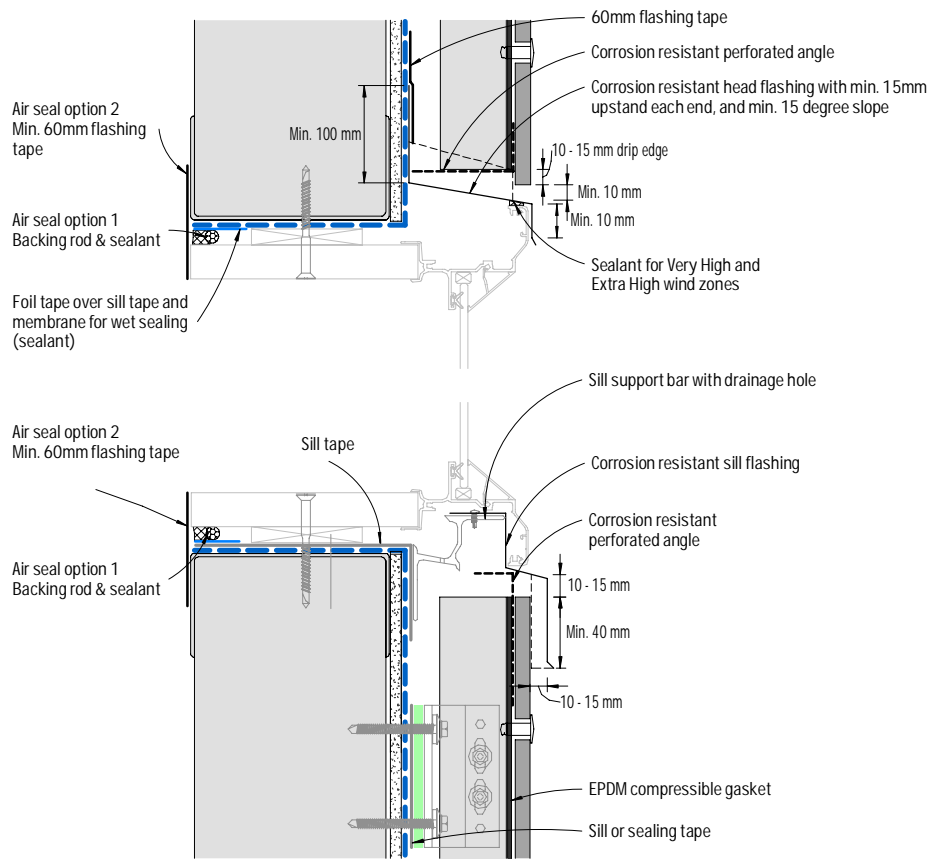 60mm flashing tape
Corrosion resistant perforated angle
Corrosion resistant head flashing with min. 15mm
upstand each end, and min. 15 degree slope
Air seal option 2
Min. 60mm flashing
tape
Min. 100 mm
10 - 15 mm drip edge
Min. 10 mm
Min. 10 mm
Air seal option 1
Backing rod & sealant
Sealant for Very High and
Extra High wind zones
Foil tape over sill tape and
membrane for wet sealing
(sealant)
Sill support bar with drainage hole
Air seal option 2
Min. 60mm flashing tape
Sill tape
Corrosion resistant sill flashing
Corrosion resistant
perforated angle
Air seal option 1
Backing rod & sealant
10 - 15 mm
Min. 40 mm
10 - 15 mm
EPDM compressible gasket
Sill or sealing tape